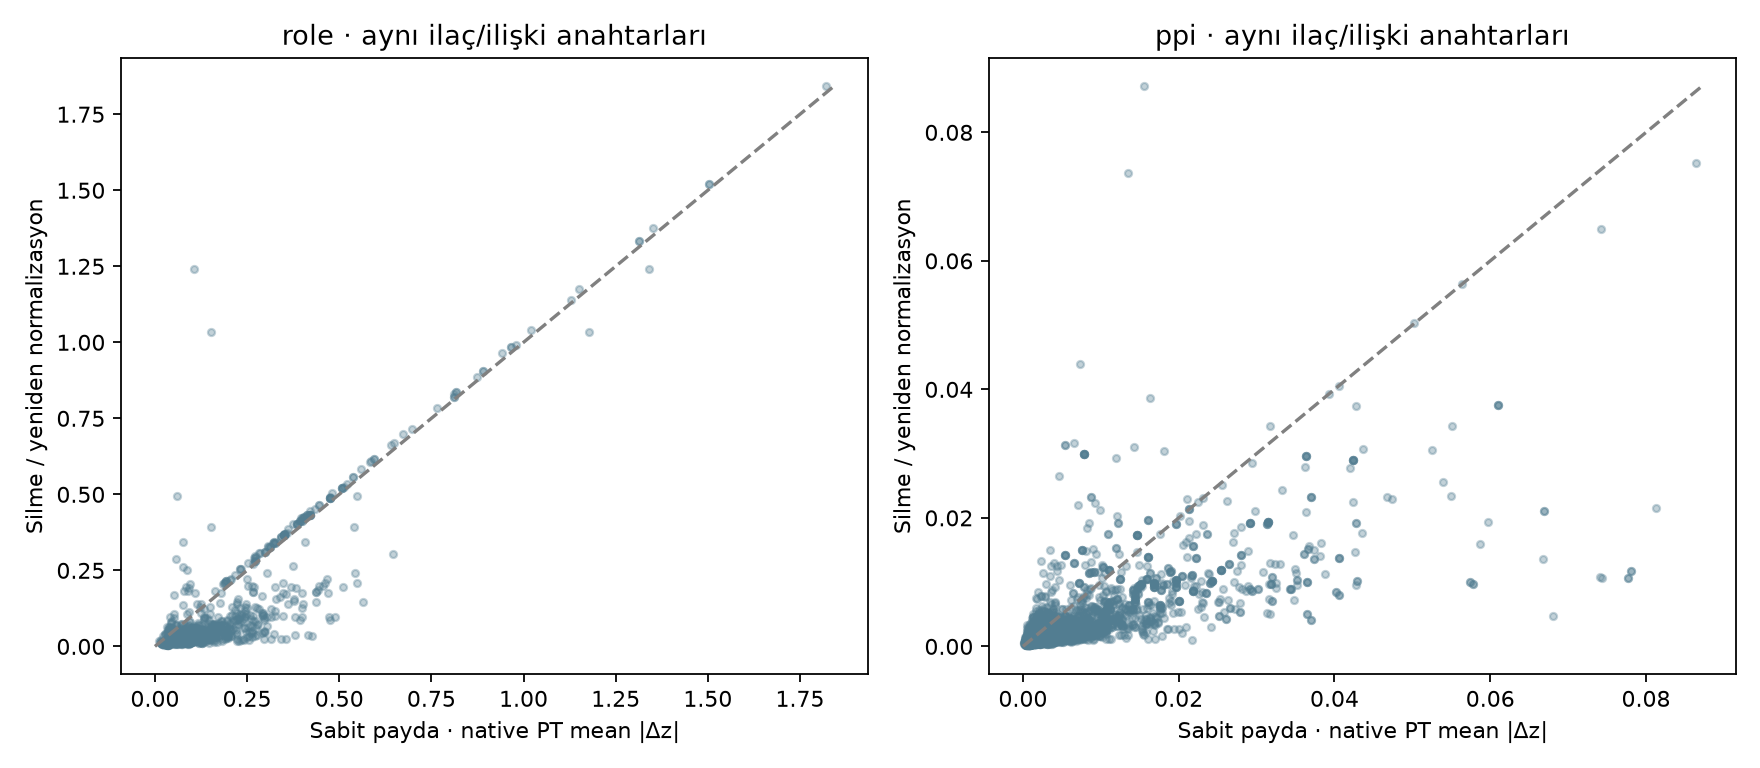 role · aynı ilaç/ilişki anahtarları
Silme / yeniden normalizasyon
1.75
1.50
1.25
1.00
0.75
0.50
0.25
0.00
0.00 0.25 0.50 0.75 1.00 1.25 1.50 1.75
Sabit payda · native PT mean |Δz|
ppi · aynı ilaç/ilişki anahtarları
Silme / yeniden normalizasyon
0.08
0.06
0.04
0.02
0.00
0.00 0.02 0.04 0.06 0.08
Sabit payda · native PT mean |Δz|